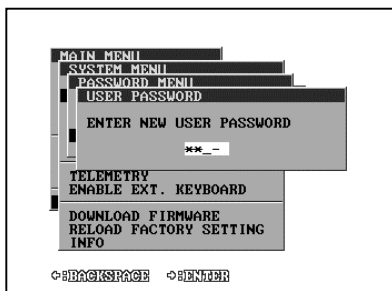 MAIN MENU
SYSTEM MENU
PASSWORD MENU
USER PASSWORD
ENTER NEW USER PASSWORD
**_-
TELEMETRY
ENABLE EXT. KEYBOARD
DOWNLOAD FIRMWARE
RELOAD FACTORY SETTING
INFO
:BACKSPACE :ENTER